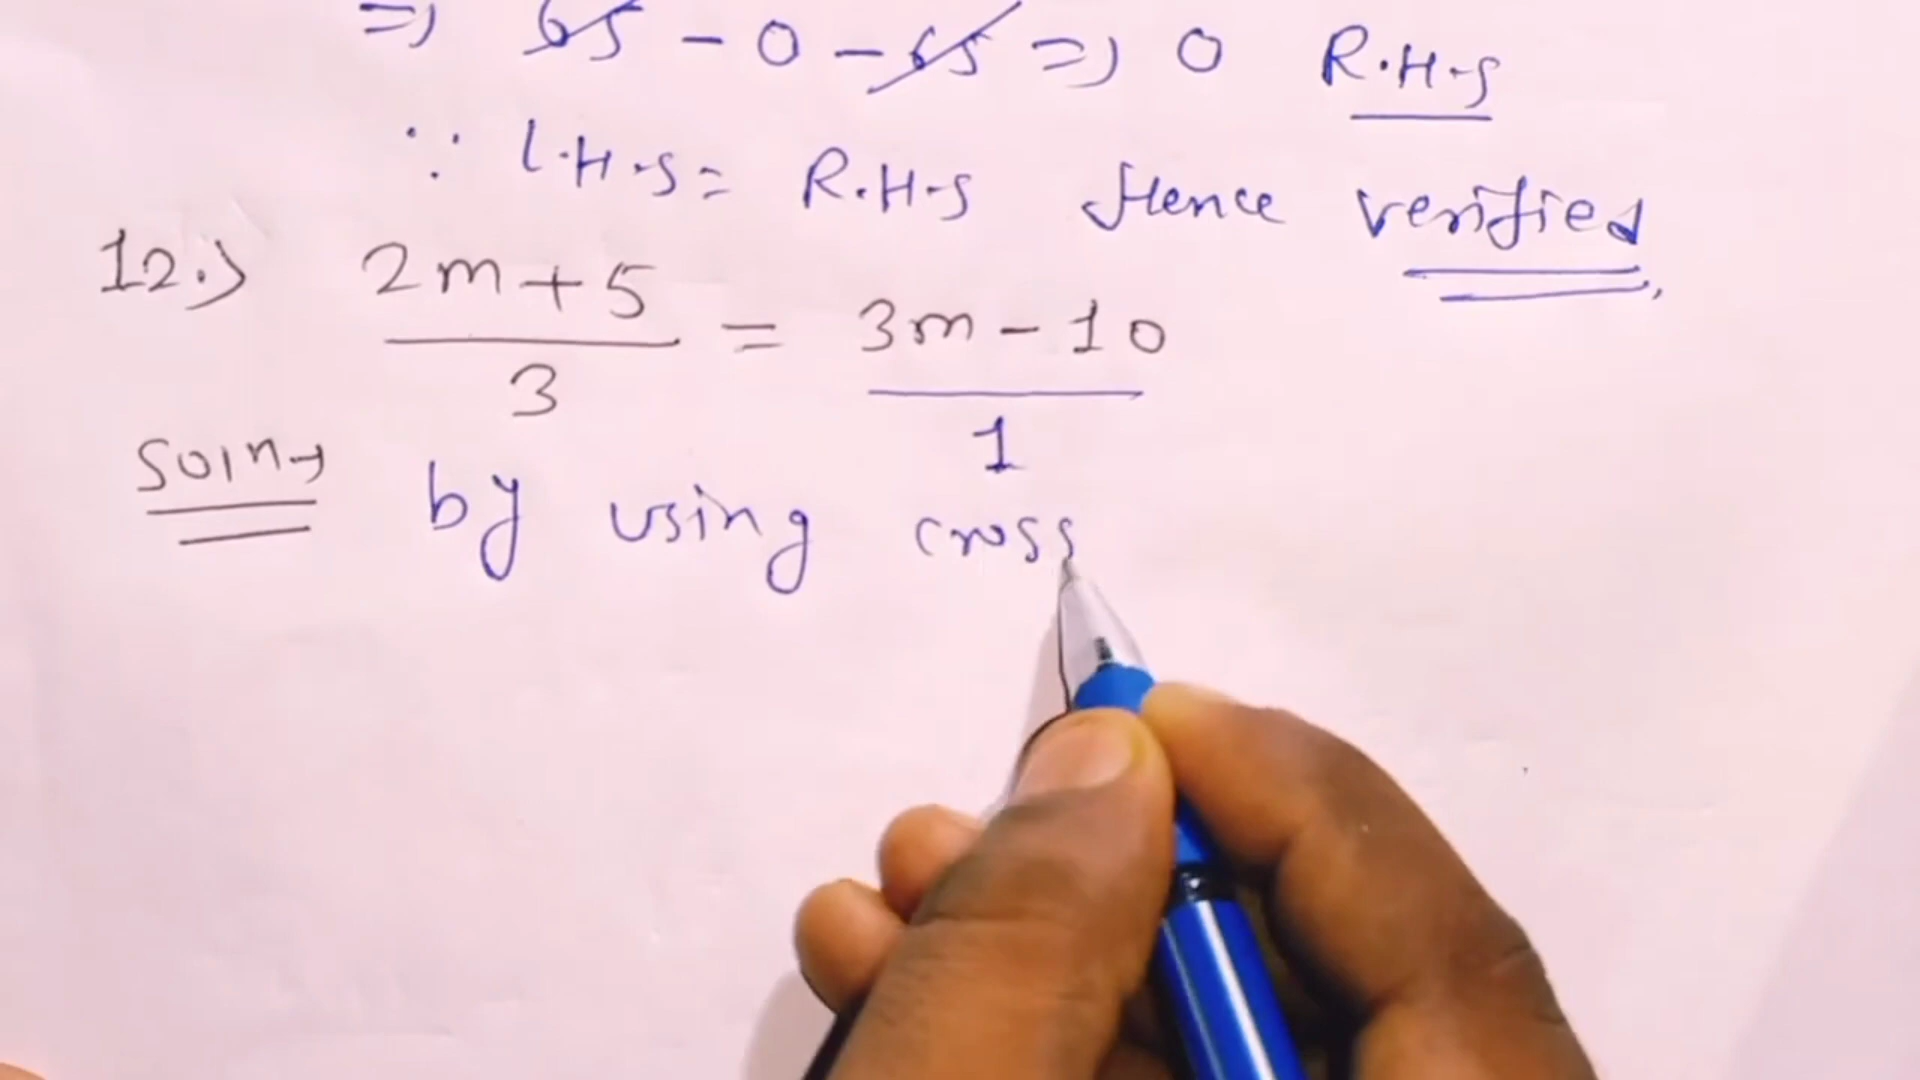 => 65 - 0 - 65 => 0 R.H.S
∵ L.H.S = R.H.S Hence verified,
12.) (2m+5)/3 = (3m-10)/1
Soln→ by using cross